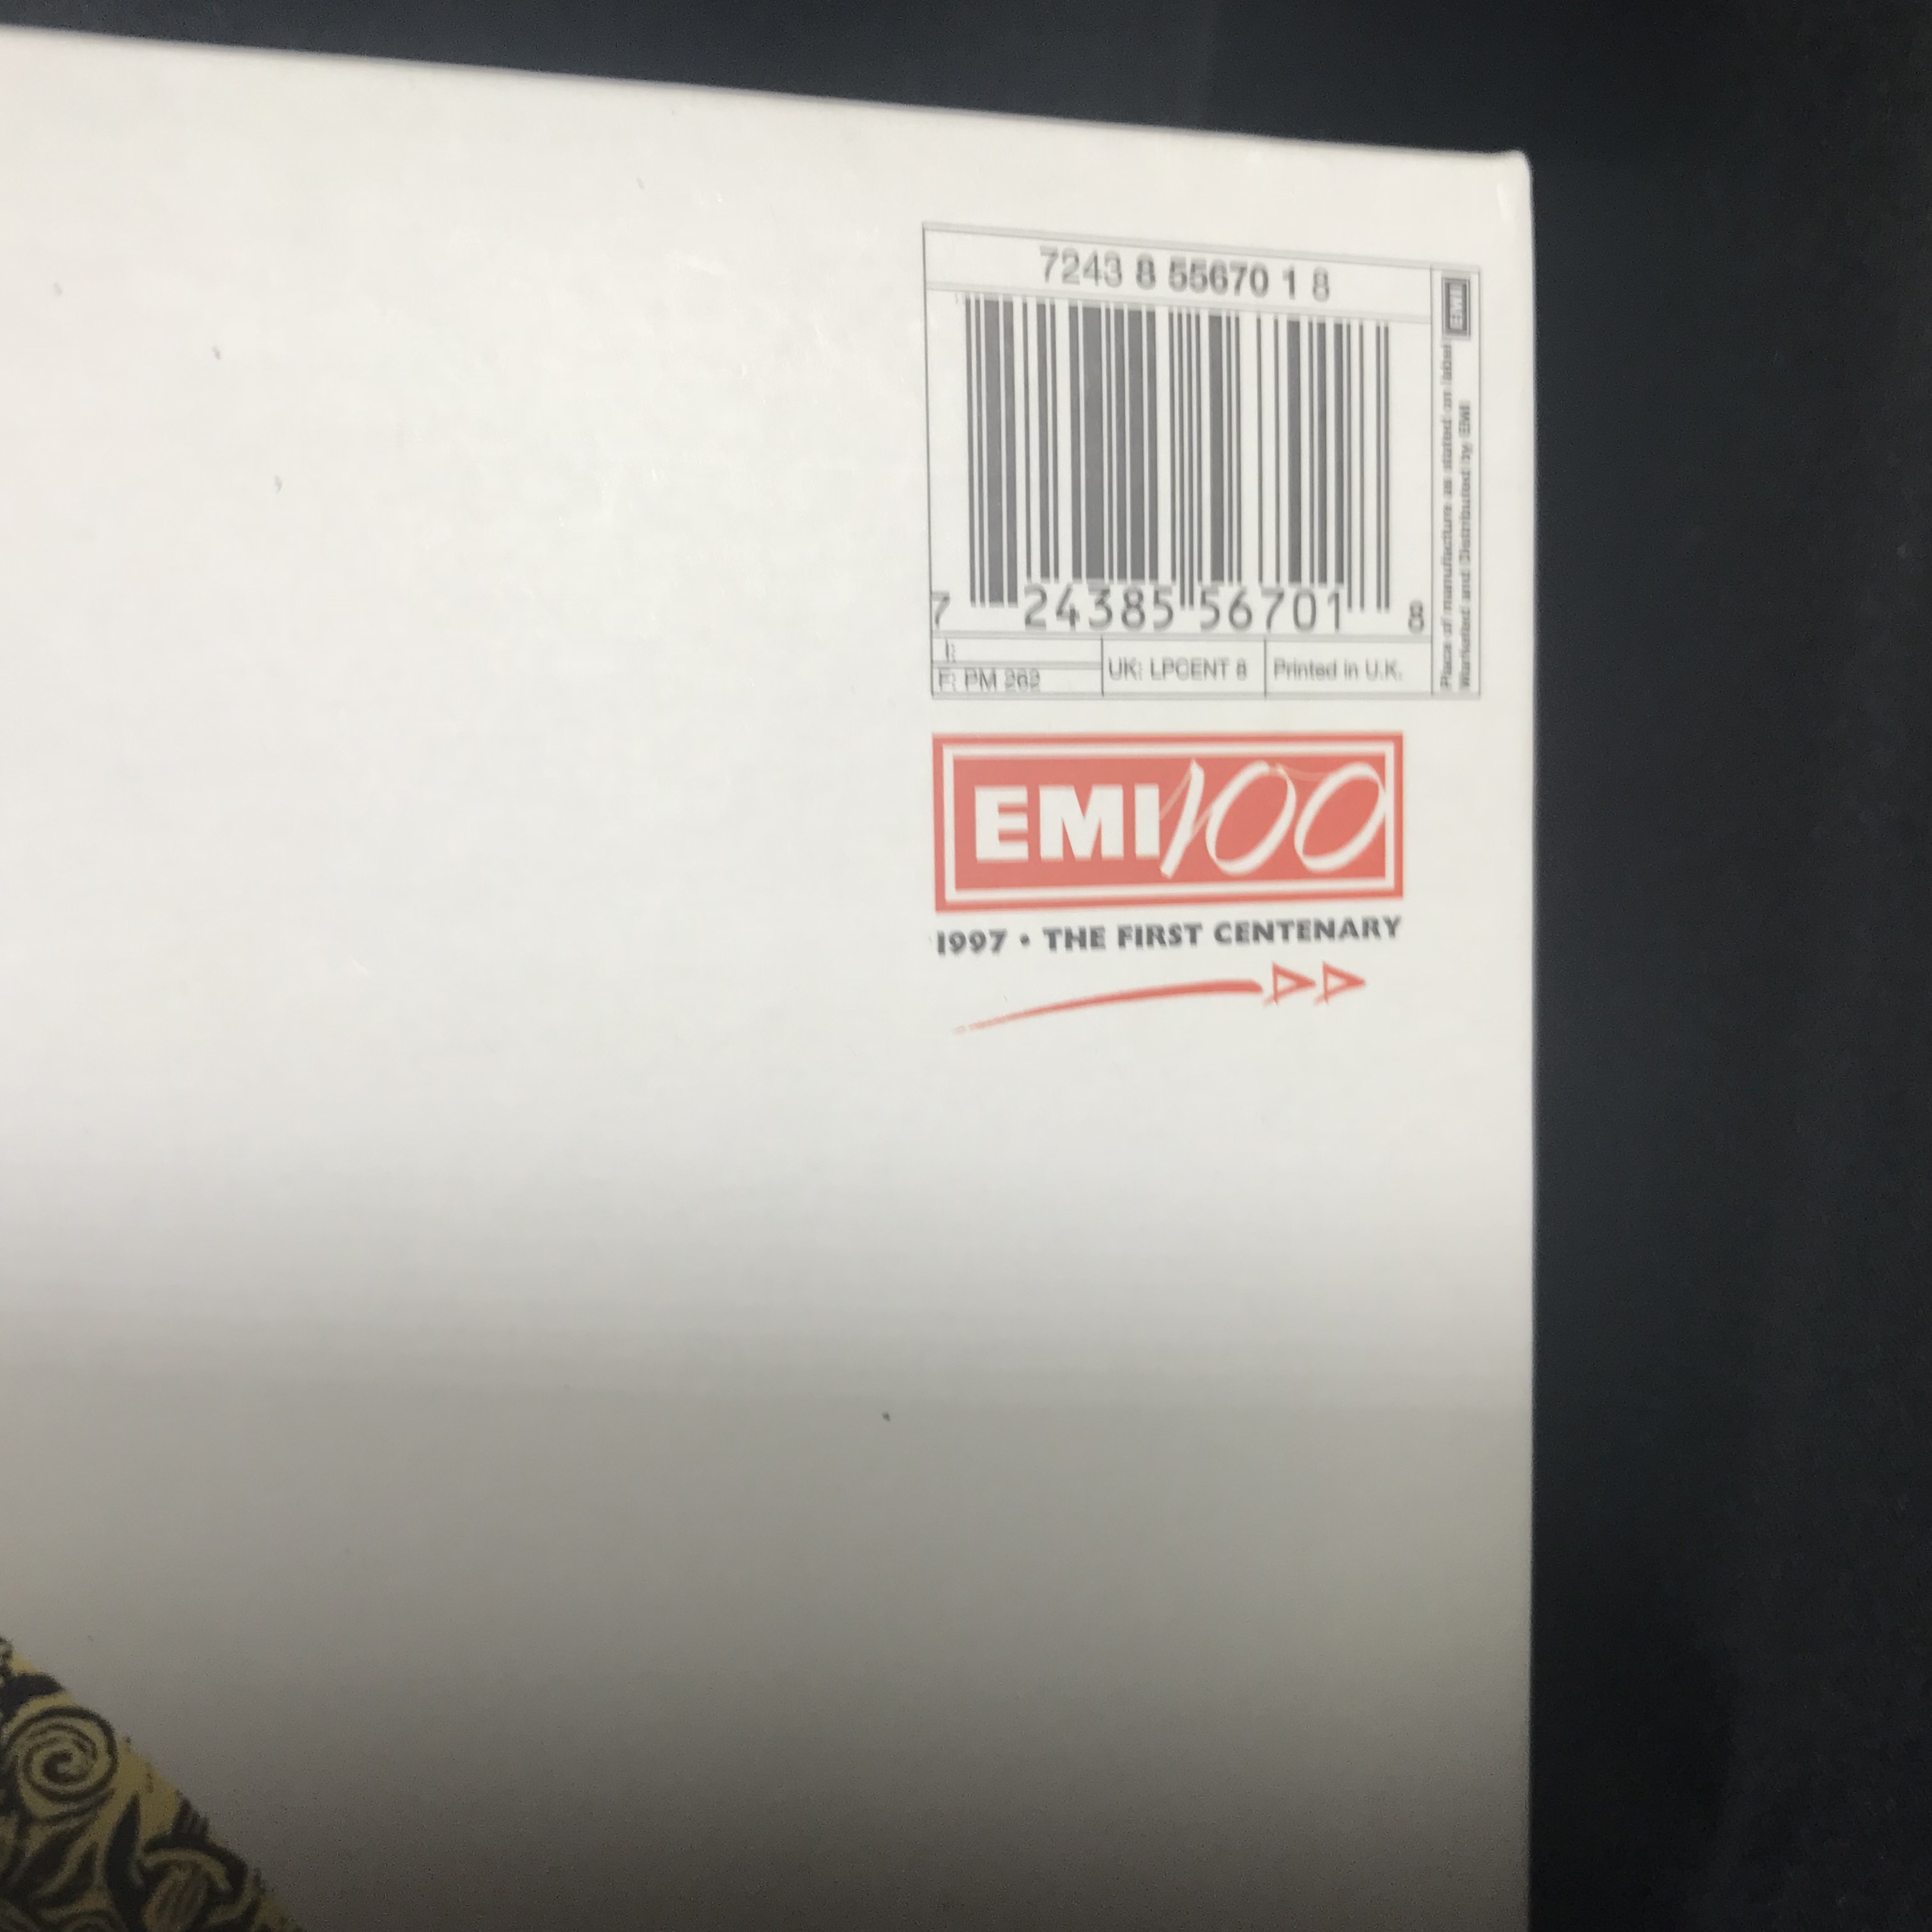 7243 8 55670 1 8
7 24385 56701 8
I:
F: PM 262
UK: LPCENT 8
Printed in U.K.
EMI
Place of manufacture as stated on label
Marketed and Distributed by EMI
EMI 100
1997 • THE FIRST CENTENARY